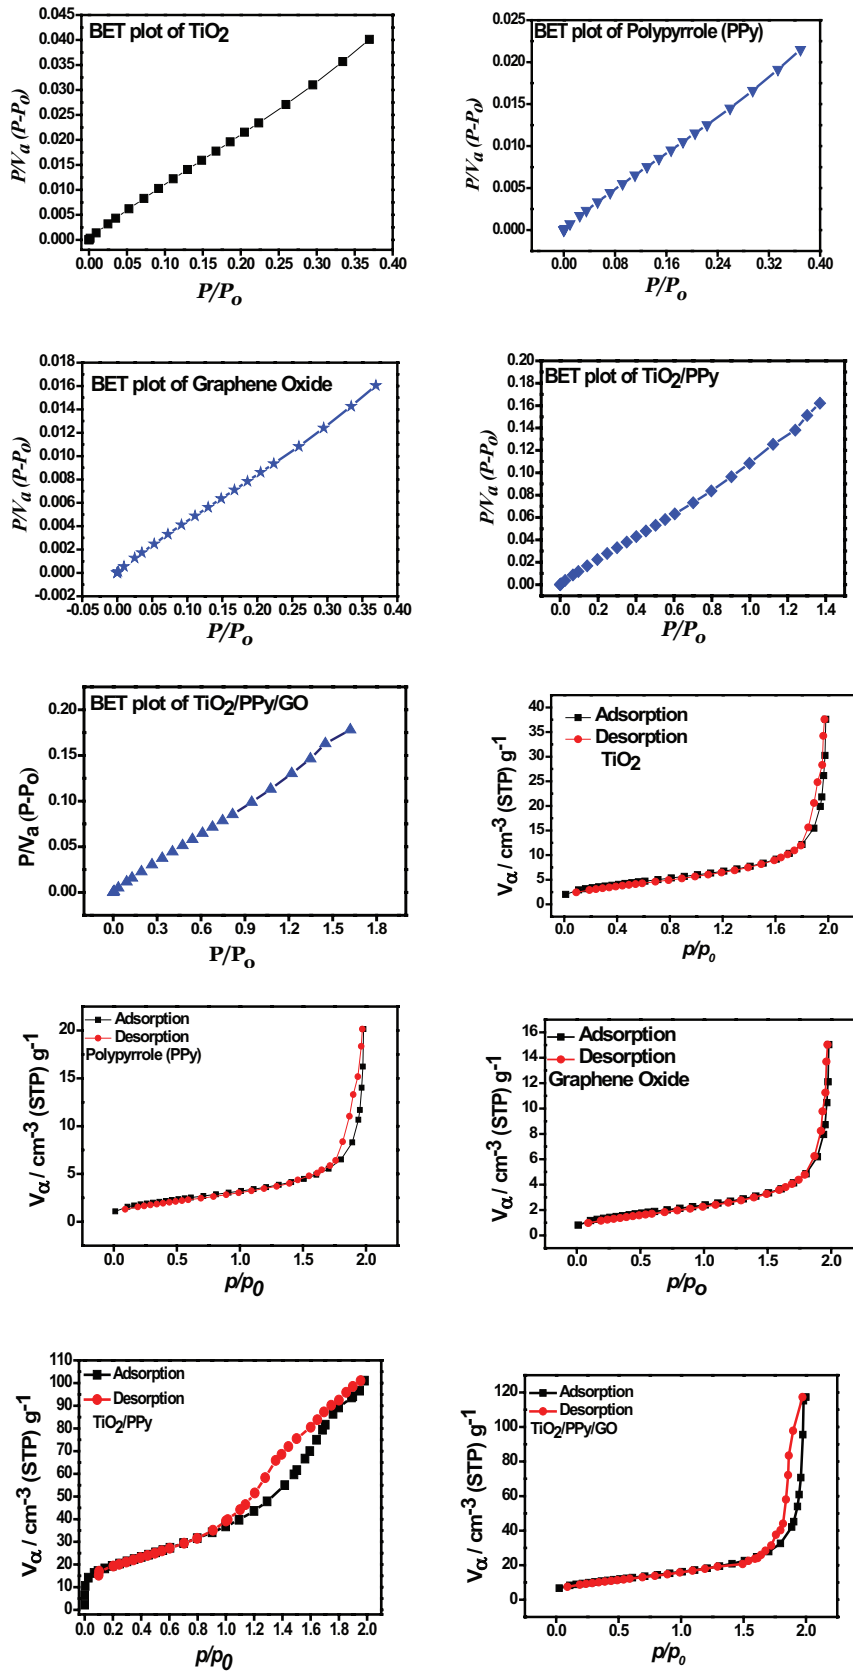 BET plot of TiO2
0.045
0.040
0.035
0.030
0.025
0.020
0.015
0.010
0.005
0.000
P/Va (P-Po)
0.00 0.05 0.10 0.15 0.20 0.25 0.30 0.35 0.40
P/Po
BET plot of Polypyrrole (PPy)
0.025
0.020
0.015
0.010
0.005
0.000
P/Va (P-Po)
0.00 0.08 0.16 0.24 0.32 0.40
P/Po
BET plot of Graphene Oxide
0.018
0.016
0.014
0.012
0.010
0.008
0.006
0.004
0.002
0.000
-0.002
P/Va (P-Po)
-0.05 0.00 0.05 0.10 0.15 0.20 0.25 0.30 0.35 0.40
P/Po
BET plot of TiO2/PPy
0.20
0.18
0.16
0.14
0.12
0.10
0.08
0.06
0.04
0.02
0.00
P/Va (P-Po)
0.0 0.2 0.4 0.6 0.8 1.0 1.2 1.4
P/Po
BET plot of TiO2/PPy/GO
0.20
0.15
0.10
0.05
0.00
P/Va (P-Po)
0.0 0.3 0.6 0.9 1.2 1.5 1.8
P/Po
Adsorption
Desorption
TiO2
40
35
30
25
20
15
10
5
0
Vα / cm-3 (STP) g-1
0.0 0.4 0.8 1.2 1.6 2.0
p/p0
Adsorption
Desorption
Polypyrrole (PPy)
20
15
10
5
0
Vα / cm-3 (STP) g-1
0.0 0.5 1.0 1.5 2.0
p/p0
Adsorption
Desorption
Graphene Oxide
16
14
12
10
8
6
4
2
0
Vα / cm-3 (STP) g-1
0.0 0.5 1.0 1.5 2.0
p/po
Adsorption
Desorption
TiO2/PPy
110
100
90
80
70
60
50
40
30
20
10
0
Vα / cm-3 (STP) g-1
0.0 0.2 0.4 0.6 0.8 1.0 1.2 1.4 1.6 1.8 2.0
p/p0
Adsorption
Desorption
TiO2/PPy/GO
120
100
80
60
40
20
0
Vα / cm-3 (STP) g-1
0.0 0.5 1.0 1.5 2.0
p/p0